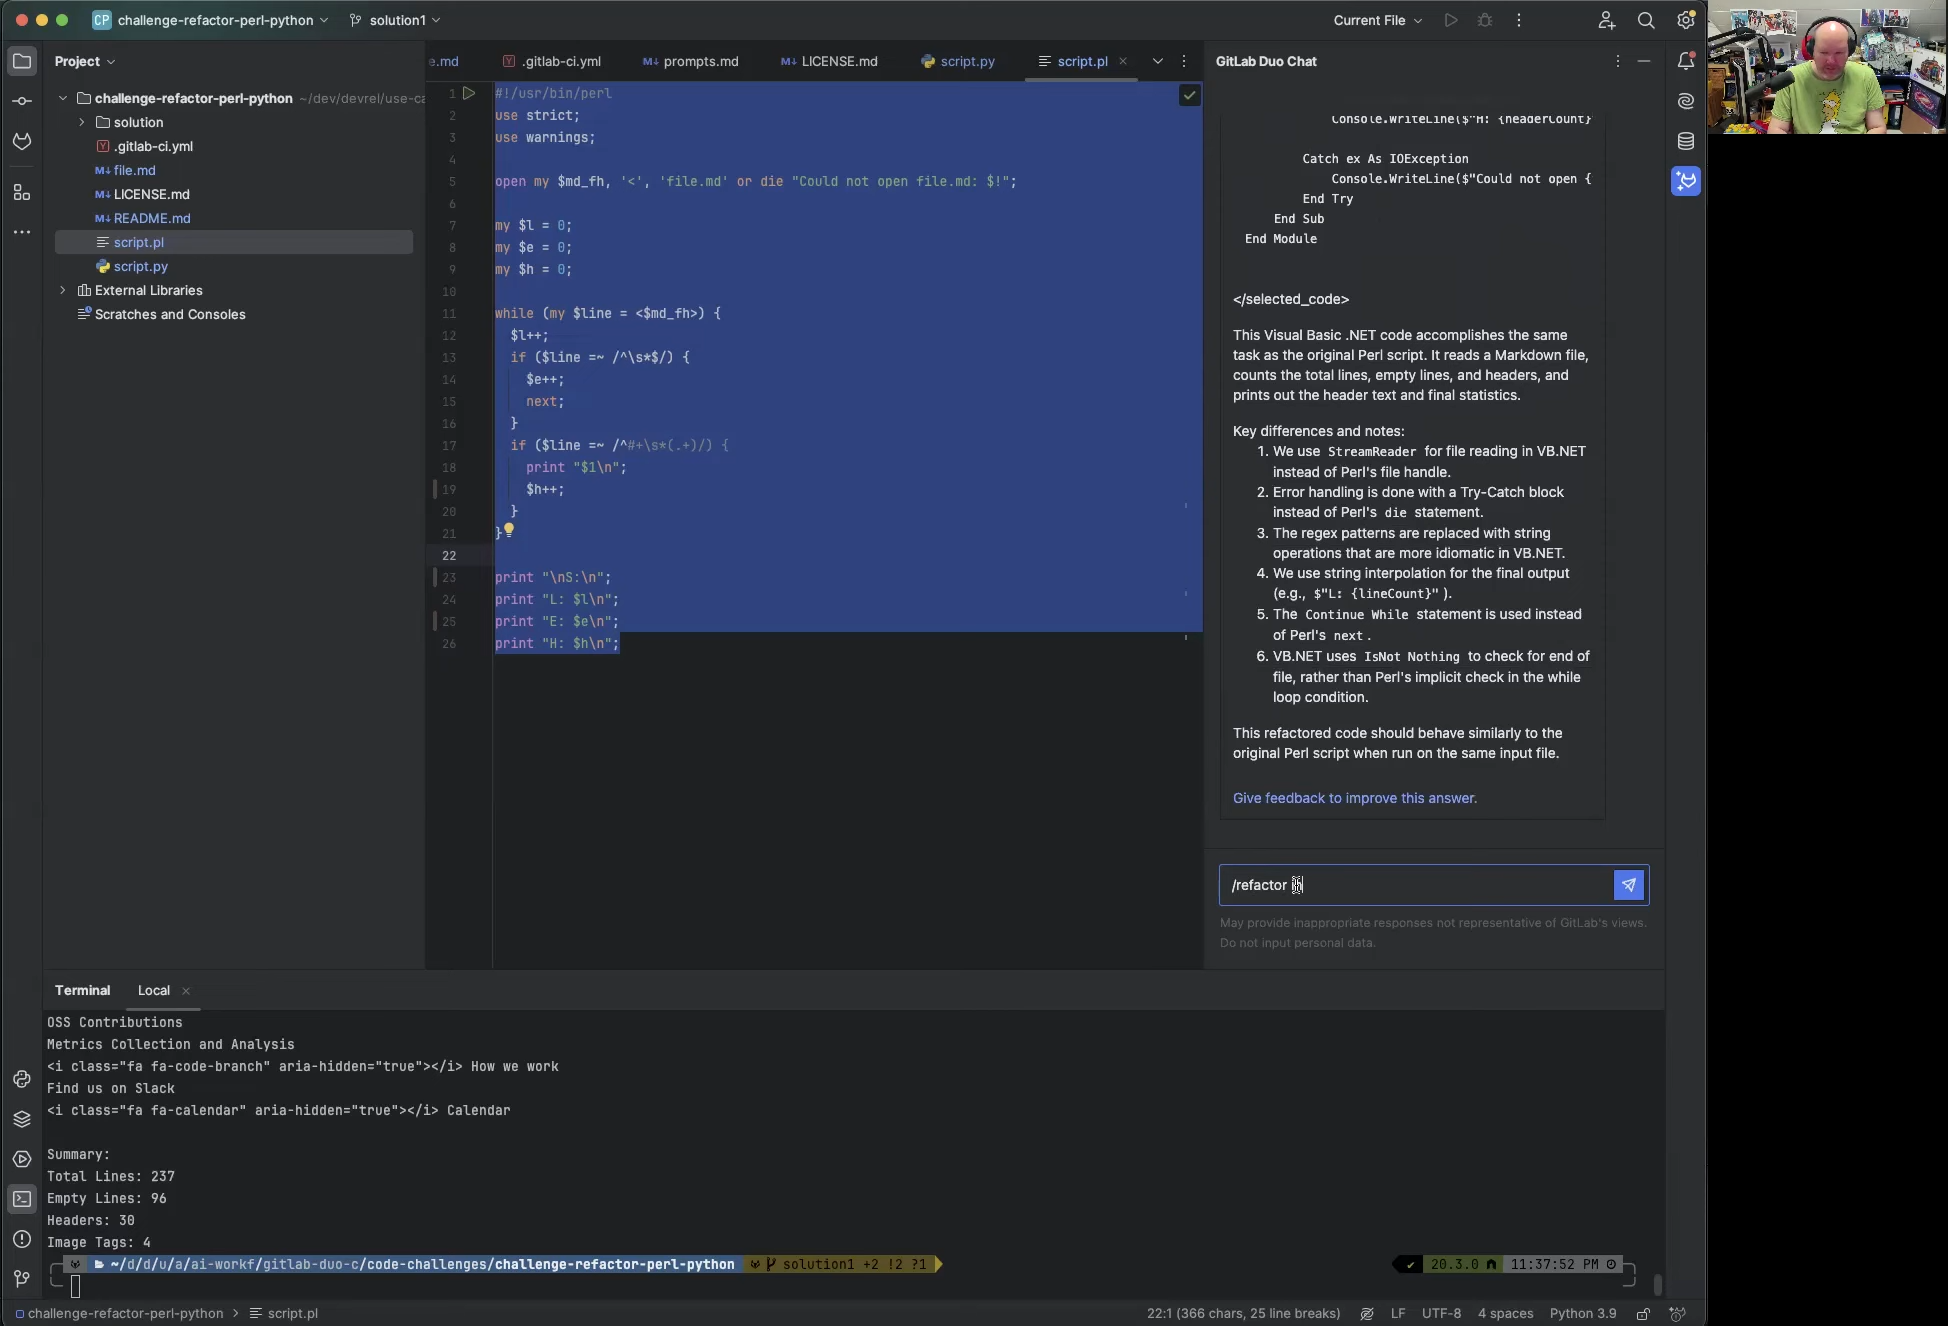 CP challenge-refactor-perl-python solution1 Current File
Project
challenge-refactor-perl-python ~/dev/devrel/use-ca
solution
.gitlab-ci.yml
file.md
LICENSE.md
README.md
script.pl
script.py
External Libraries
Scratches and Consoles
e.md .gitlab-ci.yml prompts.md LICENSE.md script.py script.pl
1 #!/usr/bin/perl
2 use strict;
3 use warnings;
4
5 open my $md_fh, '<', 'file.md' or die "Could not open file.md: $!";
6
7 my $l = 0;
8 my $e = 0;
9 my $h = 0;
10
11 while (my $line = <$md_fh>) {
12 $l++;
13 if ($line =~ /^\s*$/) {
14 $e++;
15 next;
16 }
17 if ($line =~ /^#+\s*(.+)/) {
18 print "$1\n";
19 $h++;
20 }
21 }
22
23 print "\nS:\n";
24 print "L: $l\n";
25 print "E: $e\n";
26 print "H: $h\n";
GitLab Duo Chat
Console.WriteLine($"H: {headerCount}
Catch ex As IOException
Console.WriteLine($"Could not open {
End Try
End Sub
End Module
</selected_code>
This Visual Basic .NET code accomplishes the same
task as the original Perl script. It reads a Markdown file,
counts the total lines, empty lines, and headers, and
prints out the header text and final statistics.
Key differences and notes:
1. We use StreamReader for file reading in VB.NET
instead of Perl's file handle.
2. Error handling is done with a Try-Catch block
instead of Perl's die statement.
3. The regex patterns are replaced with string
operations that are more idiomatic in VB.NET.
4. We use string interpolation for the final output
(e.g., $"L: {lineCount}" ).
5. The Continue While statement is used instead
of Perl's next .
6. VB.NET uses IsNot Nothing to check for end of
file, rather than Perl's implicit check in the while
loop condition.
This refactored code should behave similarly to the
original Perl script when run on the same input file.
Give feedback to improve this answer.
/refactor
May provide inappropriate responses not representative of GitLab's views.
Do not input personal data.
Terminal Local
OSS Contributions
Metrics Collection and Analysis
<i class="fa fa-code-branch" aria-hidden="true"></i> How we work
Find us on Slack
<i class="fa fa-calendar" aria-hidden="true"></i> Calendar
Summary:
Total Lines: 237
Empty Lines: 96
Headers: 30
Image Tags: 4
~/d/d/u/a/ai-workf/gitlab-duo-c/code-challenges/challenge-refactor-perl-python solution1 +2 !2 ?1 20.3.0 11:37:52 PM
challenge-refactor-perl-python > script.pl 22:1 (366 chars, 25 line breaks) LF UTF-8 4 spaces Python 3.9